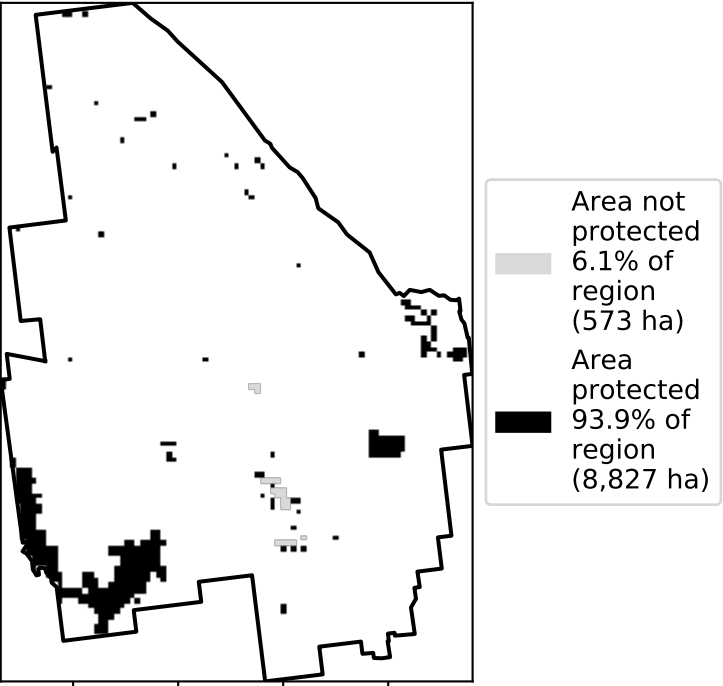 Area not
protected
6.1% of
region
(573 ha)
Area
protected
93.9% of
region
(8,827 ha)